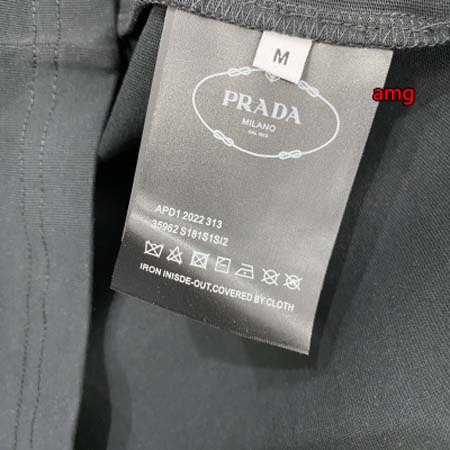 M
amg
PRADA
MILANO
DAL 1913
APD1 2022 313
35962 S181S1SI2
IRON INISDE-OUT.COVERED BY CLOTH